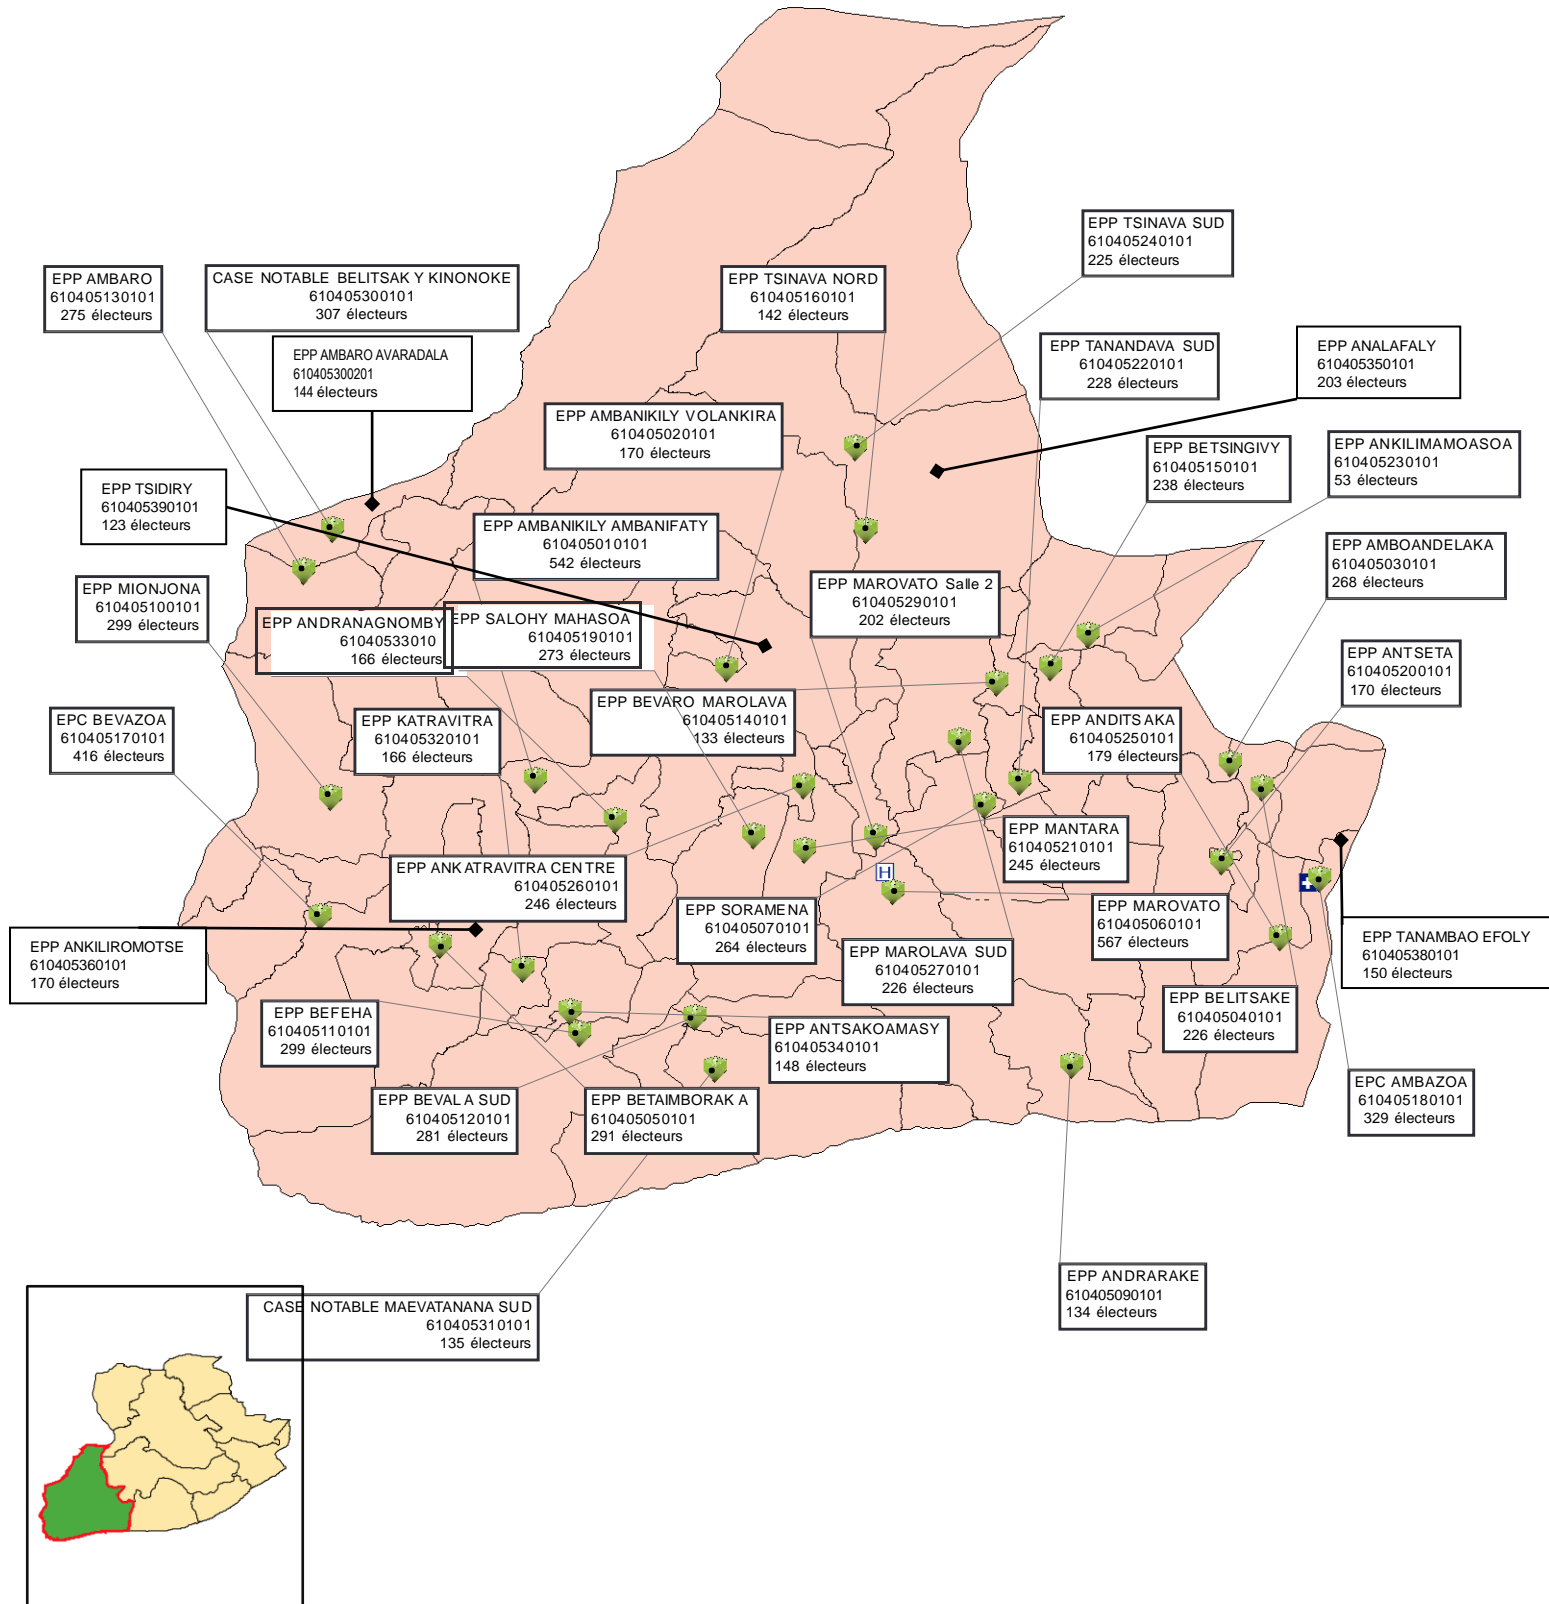 EPP TSINAVA SUD
610405240101
225 électeurs
EPP AMBARO
610405130101
275 électeurs
CASE NOTABLE BELITSAK Y KINONOKE
610405300101
307 électeurs
EPP TSINAVA NORD
610405160101
142 électeurs
EPP AMBARO AVARADALA
610405300201
144 électeurs
EPP TANANDAVA SUD
610405220101
228 électeurs
EPP ANALAFALY
610405350101
203 électeurs
EPP AMBANIKILY VOLANKIRA
610405020101
170 électeurs
EPP BETSINGIVY
610405150101
238 électeurs
EPP ANKILIMAMOASOA
610405230101
53 électeurs
EPP TSIDIRY
610405390101
123 électeurs
EPP AMBANIKILY AMBANIFATY
610405010101
542 électeurs
EPP AMBOANDELAKA
610405030101
268 électeurs
EPP MIONJONA
610405100101
299 électeurs
EPP MAROVATO Salle 2
610405290101
202 électeurs
EPP ANDRANAGNOMBY
61040533010
166 électeurs
EPP SALOHY MAHASOA
610405190101
273 électeurs
EPP ANTSETA
610405200101
170 électeurs
EPP BEVARO MAROLAVA
610405140101
133 électeurs
EPC BEVAZOA
610405170101
416 électeurs
EPP KATRAVITRA
610405320101
166 électeurs
EPP ANDITSAKA
610405250101
179 électeurs
EPP MANTARA
610405210101
245 électeurs
EPP ANKATRAVITRA CENTRE
610405260101
246 électeurs
H
EPP SORAMENA
610405070101
264 électeurs
EPP MAROVATO
610405060101
567 électeurs
EPP ANKILIROMOTSE
610405360101
170 électeurs
EPP MAROLAVA SUD
610405270101
226 électeurs
EPP TANAMBAO EFOLY
610405380101
150 électeurs
EPP BEFEHA
610405110101
299 électeurs
EPP BELITSAKE
610405040101
226 électeurs
EPP ANTSAKOAMASY
610405340101
148 électeurs
EPP BEVALA SUD
610405120101
281 électeurs
EPP BETAIMBORAK A
610405050101
291 électeurs
EPC AMBAZOA
610405180101
329 électeurs
EPP ANDRARAKE
610405090101
134 électeurs
CASE NOTABLE MAEVATANANA SUD
610405310101
135 électeurs